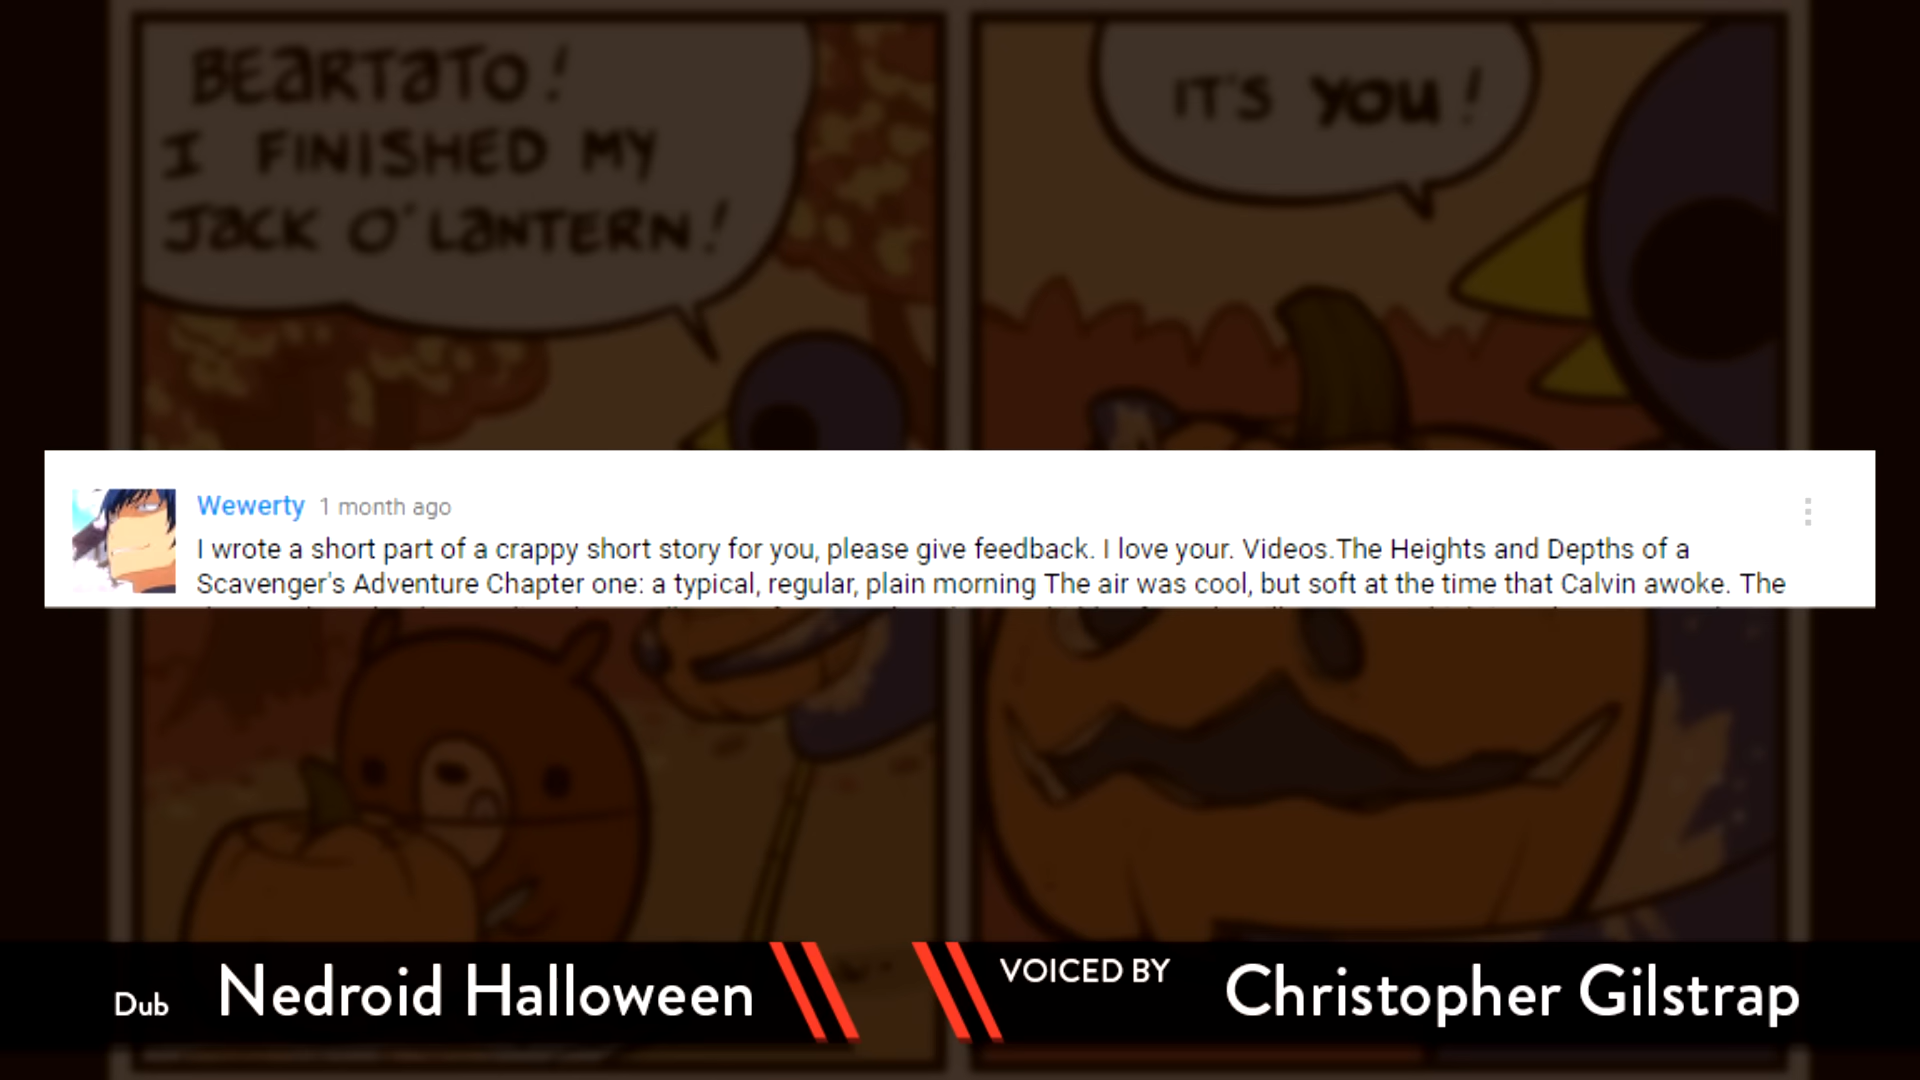 BEARTATO!
I FINISHED MY
JACK O'LANTERN!
IT'S YOU!
Wewerty 1 month ago
I wrote a short part of a crappy short story for you, please give feedback. I love your. Videos.The Heights and Depths of a
Scavenger's Adventure Chapter one: a typical, regular, plain morning The air was cool, but soft at the time that Calvin awoke. The
Dub Nedroid Halloween
VOICED BY Christopher Gilstrap